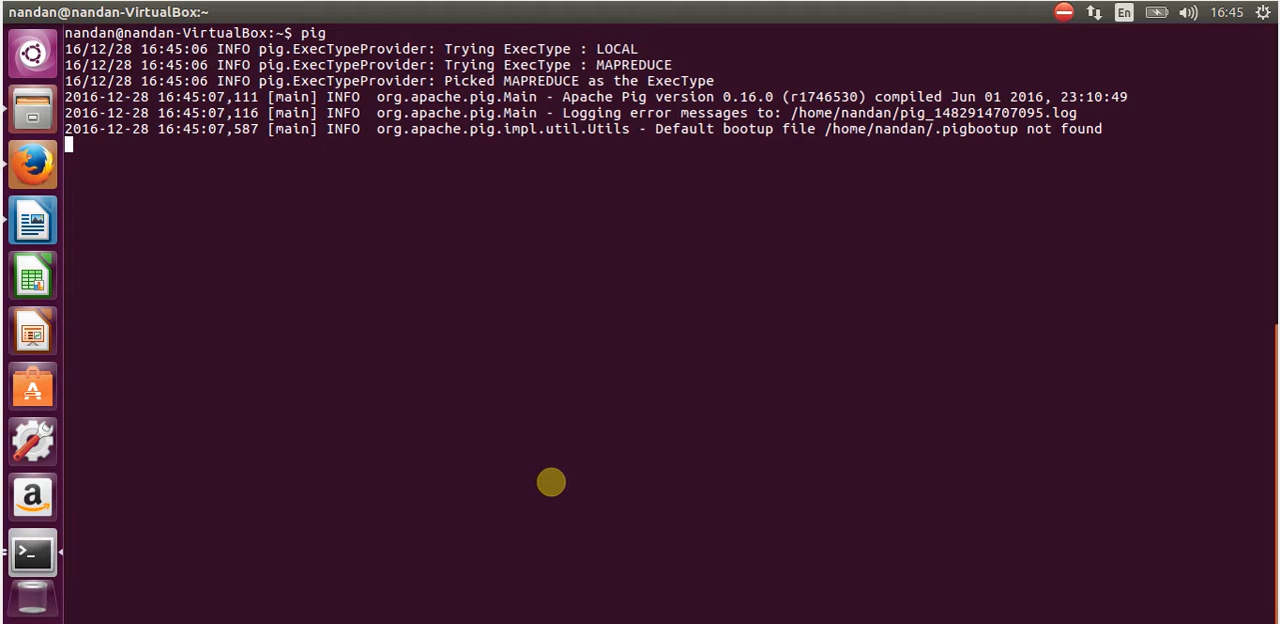 nandan@nandan-VirtualBox:~
En
16:45
nandan@nandan-VirtualBox:~$ pig
16/12/28 16:45:06 INFO pig.ExecTypeProvider: Trying ExecType : LOCAL
16/12/28 16:45:06 INFO pig.ExecTypeProvider: Trying ExecType : MAPREDUCE
16/12/28 16:45:06 INFO pig.ExecTypeProvider: Picked MAPREDUCE as the ExecType
2016-12-28 16:45:07,111 [main] INFO  org.apache.pig.Main - Apache Pig version 0.16.0 (r1746530) compiled Jun 01 2016, 23:10:49
2016-12-28 16:45:07,116 [main] INFO  org.apache.pig.Main - Logging error messages to: /home/nandan/pig_1482914707095.log
2016-12-28 16:45:07,587 [main] INFO  org.apache.pig.impl.util.Utils - Default bootup file /home/nandan/.pigbootup not found